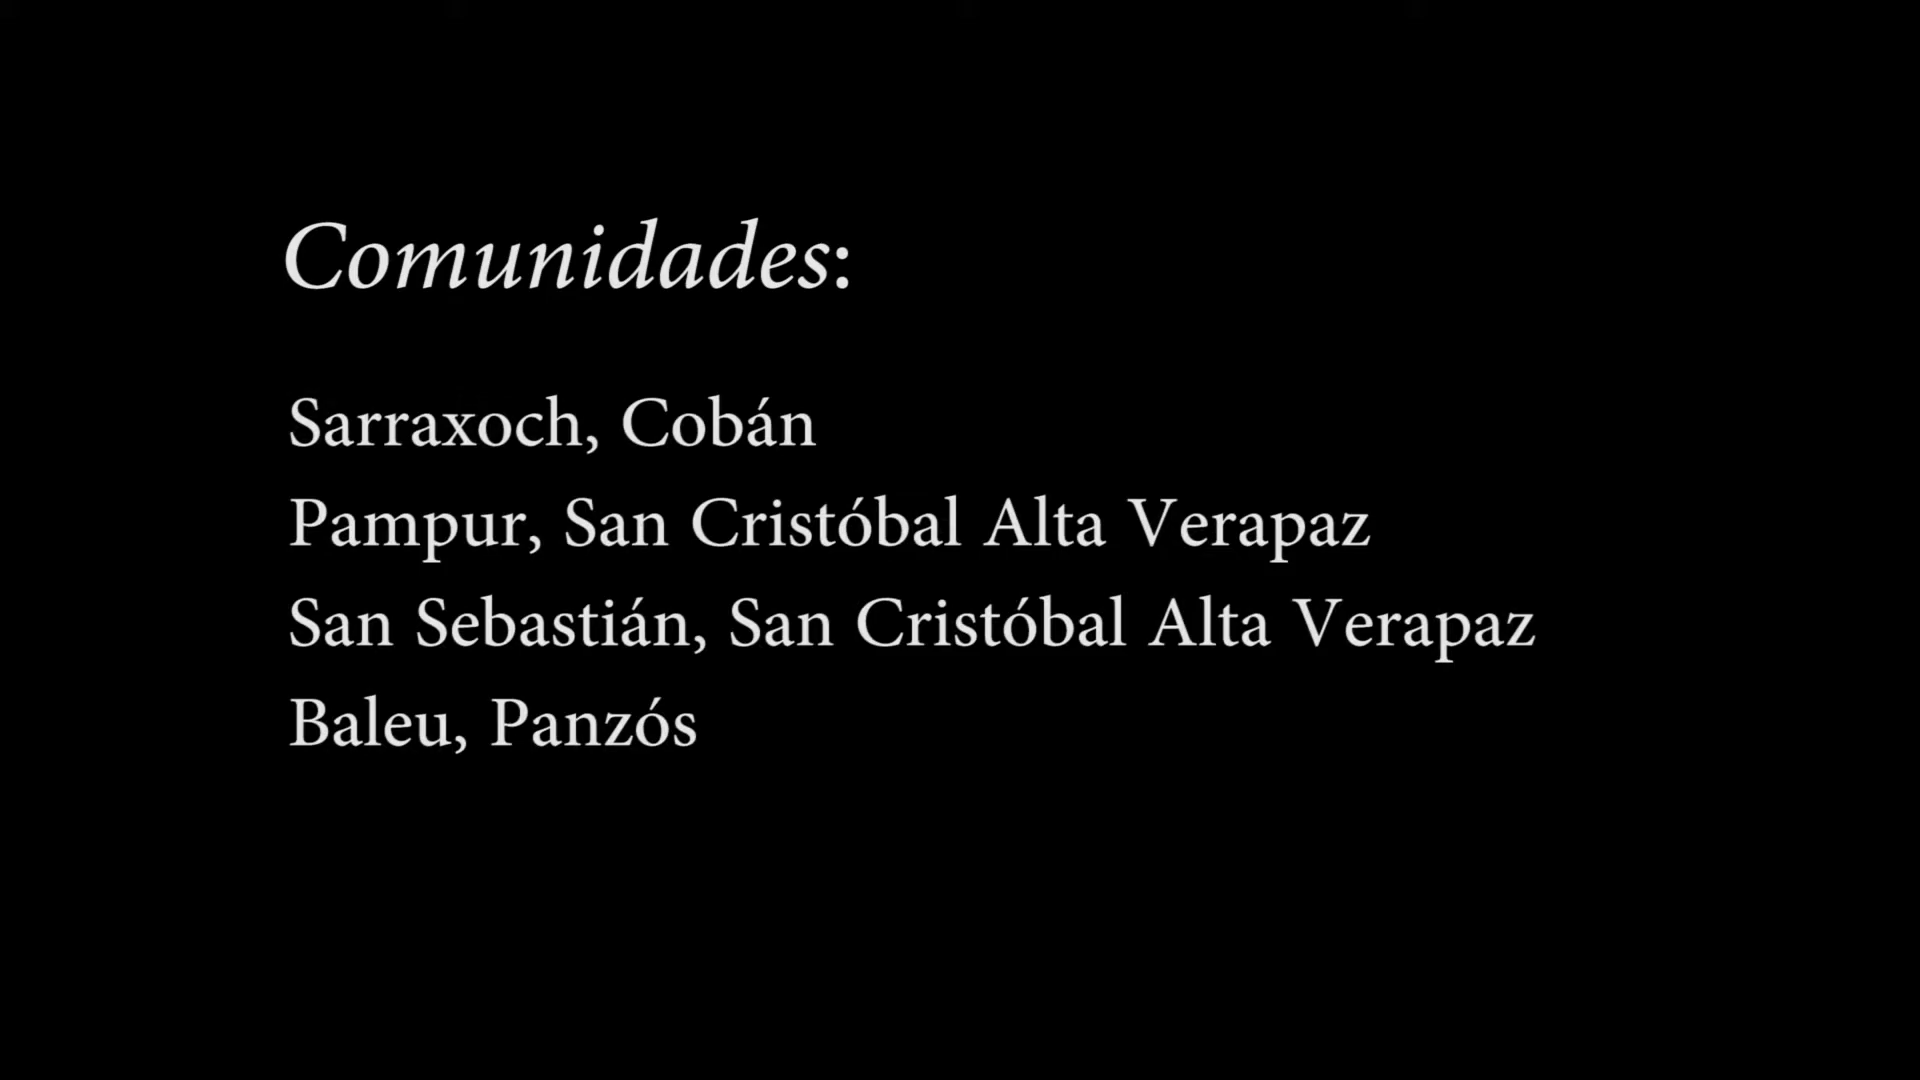 Comunidades:
Sarraxoch, Cobán
Pampur, San Cristóbal Alta Verapaz
San Sebastián, San Cristóbal Alta Verapaz
Baleu, Panzós